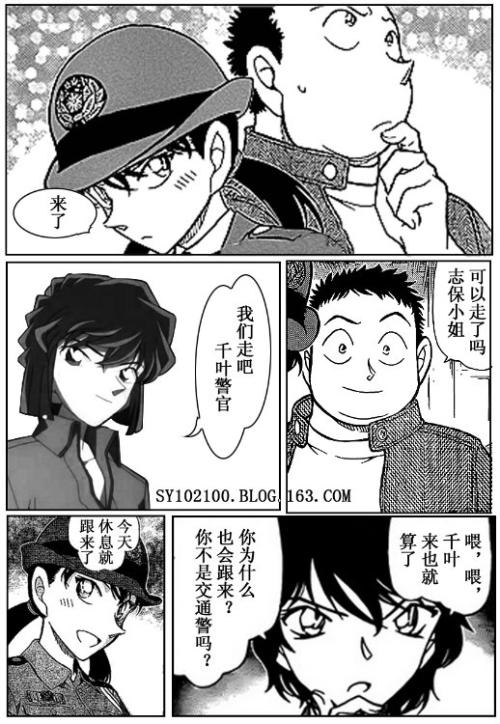 来了
可以走了吗
志保小姐
我们走吧
千叶警官
SY102100.BLOG.163.COM
喂，喂，
千叶
来也就
算了
你为什么
也会跟来？
你不是交通警吗？
今天
休息就
跟来了